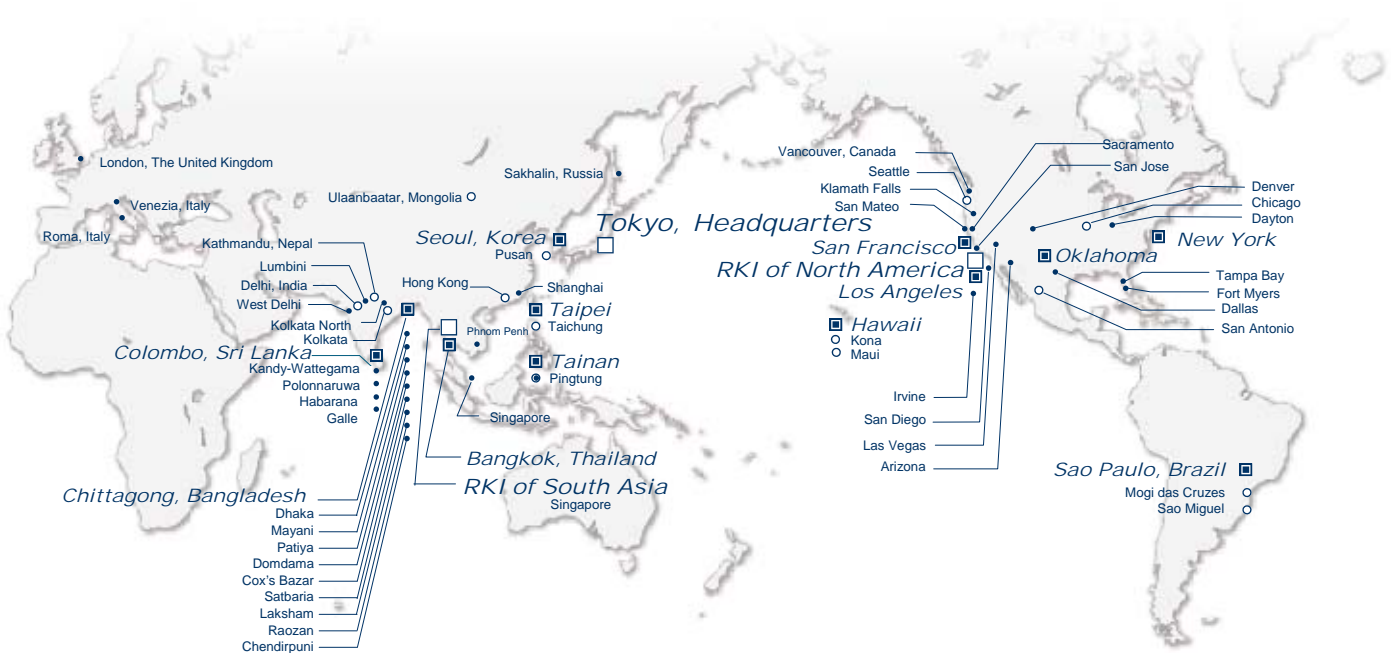 London, The United Kingdom
Venezia, Italy
Roma, Italy
Ulaanbaatar, Mongolia
Sakhalin, Russia
Tokyo, Headquarters
Seoul, Korea
Pusan
Kathmandu, Nepal
Lumbini
Delhi, India
West Delhi
Kolkata North
Kolkata
Colombo, Sri Lanka
Kandy-Wattegama
Polonnaruwa
Habarana
Galle
Hong Kong
Shanghai
Taipei
Taichung
Phnom Penh
Tainan
Pingtung
Singapore
Bangkok, Thailand
RKI of South Asia
Singapore
Chittagong, Bangladesh
Dhaka
Mayani
Patiya
Domdama
Cox's Bazar
Satbaria
Laksham
Raozan
Chendirpuni
Vancouver, Canada
Seattle
Klamath Falls
San Mateo
San Francisco
RKI of North America
Los Angeles
Hawaii
Kona
Maui
Irvine
San Diego
Las Vegas
Arizona
Sacramento
San Jose
Denver
Chicago
Dayton
New York
Oklahoma
Tampa Bay
Fort Myers
Dallas
San Antonio
Sao Paulo, Brazil
Mogi das Cruzes
Sao Miguel